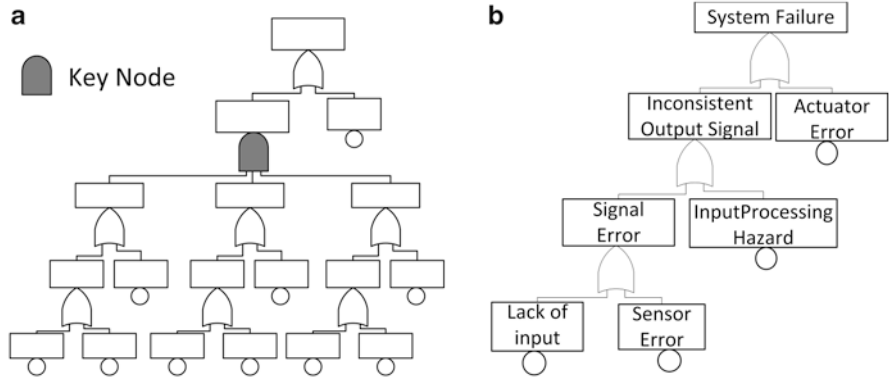 a
Key Node
b
System Failure
Inconsistent
Output Signal
Actuator
Error
Signal
Error
InputProcessing
Hazard
Lack of
input
Sensor
Error